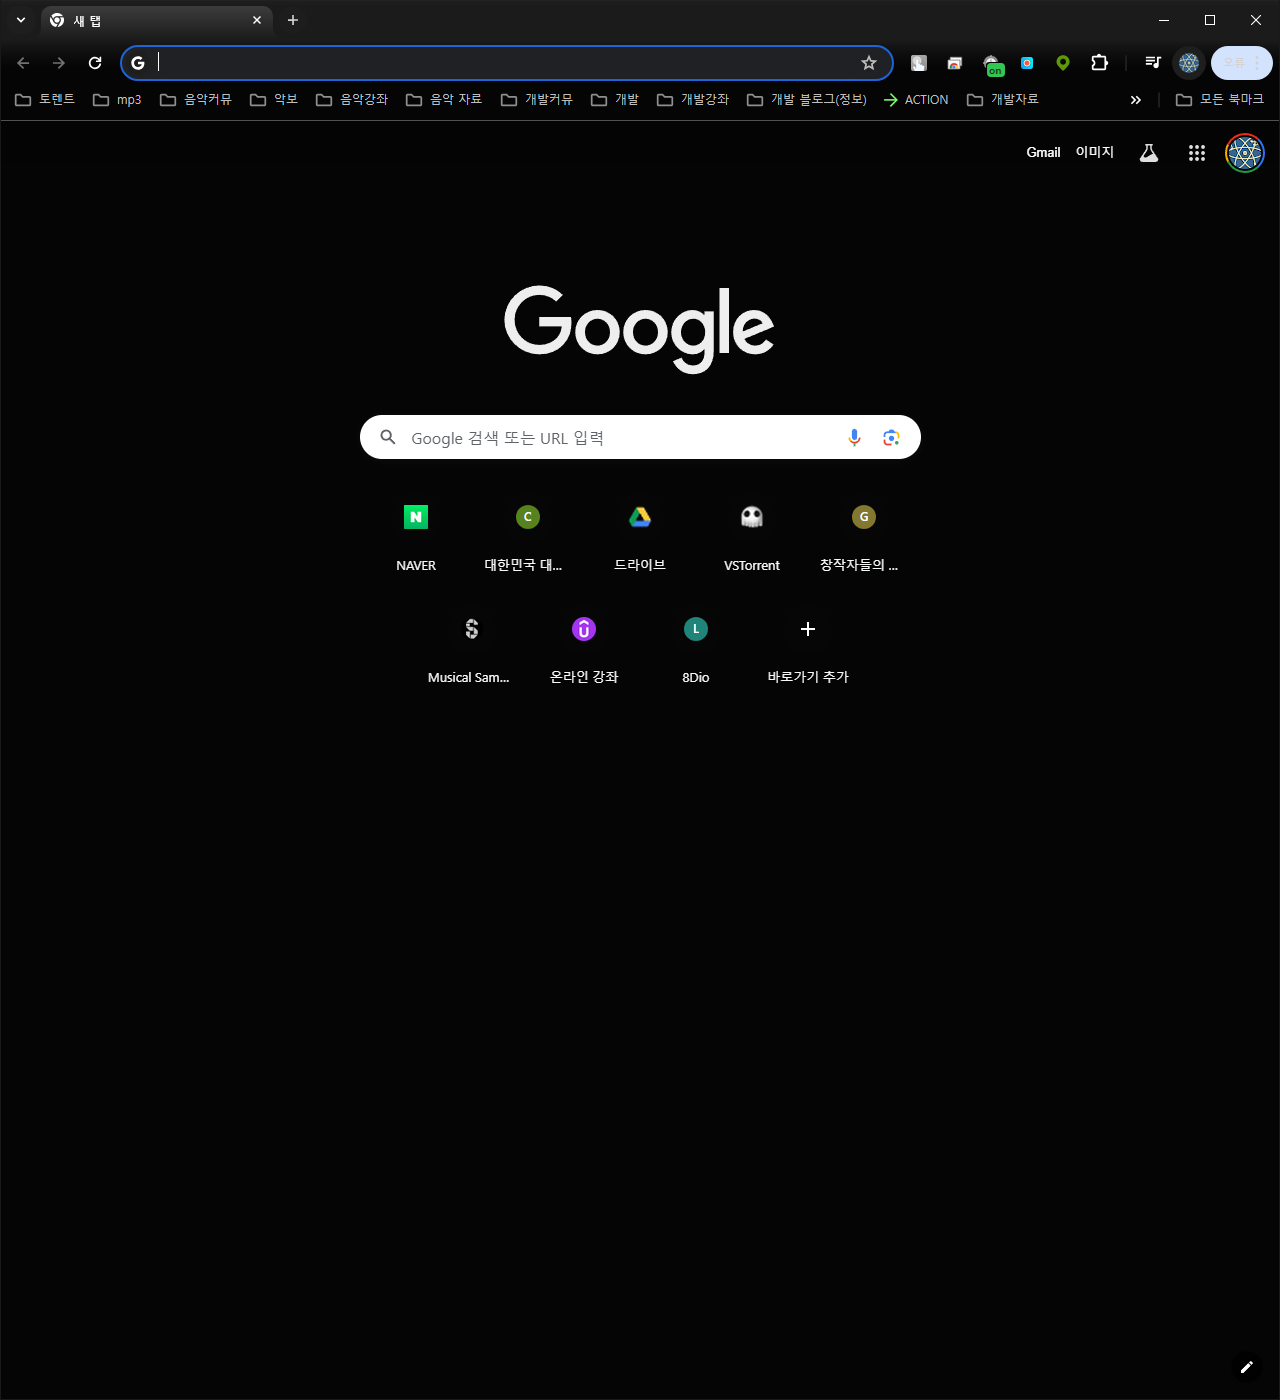 새 탭
on
오류
토렌트 mp3 음악커뮤 악보 음악강좌 음악 자료 개발커뮤 개발 개발강좌 개발 블로그(정보) ACTION 개발자료 모든 북마크
Gmail 이미지
Google
Google 검색 또는 URL 입력
N C G
NAVER 대한민국 대... 드라이브 VSTorrent 창작자들의 ...
S U L
Musical Sam... 온라인 강좌 8Dio 바로가기 추가